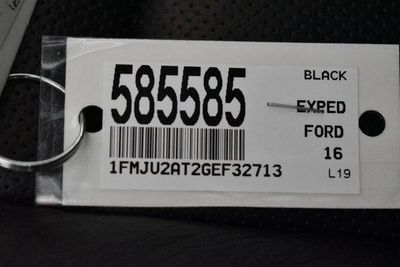 585585
1FMJU2AT2GEF32713
BLACK
EXPED
FORD
16
L19